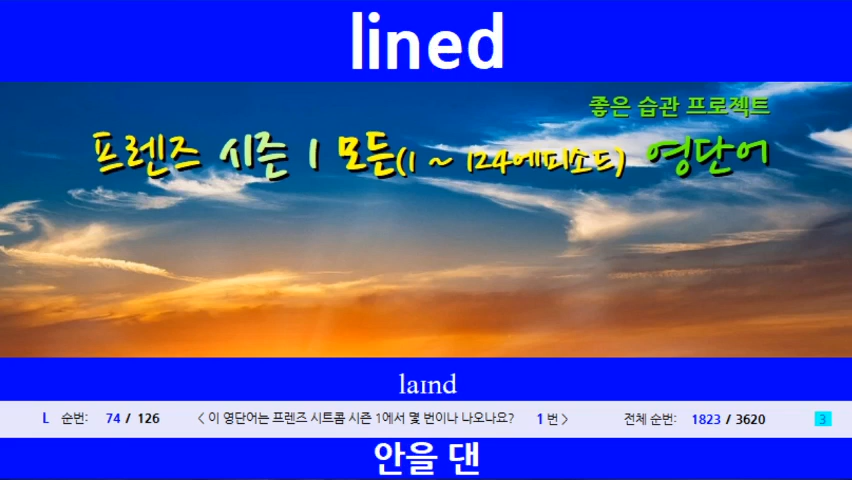 lined
좋은 습관 프로젝트
프렌즈 시즌 1 모든(1 ~ 124에피소드) 영단어
laɪnd
L 순번: 74 / 126 < 이 영단어는 프렌즈 시트콤 시즌 1에서 몇 번이나 나오나요? 1 번 > 전체 순번: 1823 / 3620 3
안을 댄